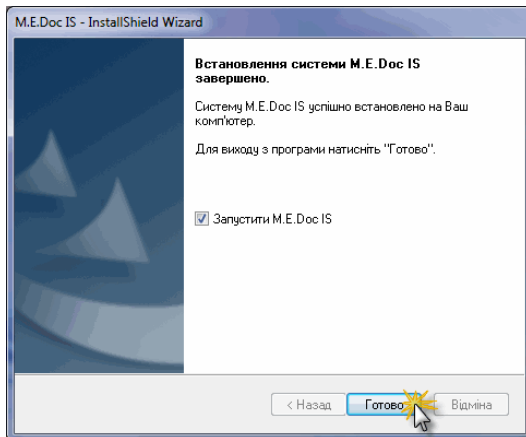 M.E.Doc IS - InstallShield Wizard
Встановлення системи M.E.Doc IS
завершено.
Систему M.E.Doc IS успішно встановлено на Ваш
комп'ютер.
Для виходу з програми натисніть "Готово".
Запустити M.E.Doc IS
< Назад
Готово
Відміна